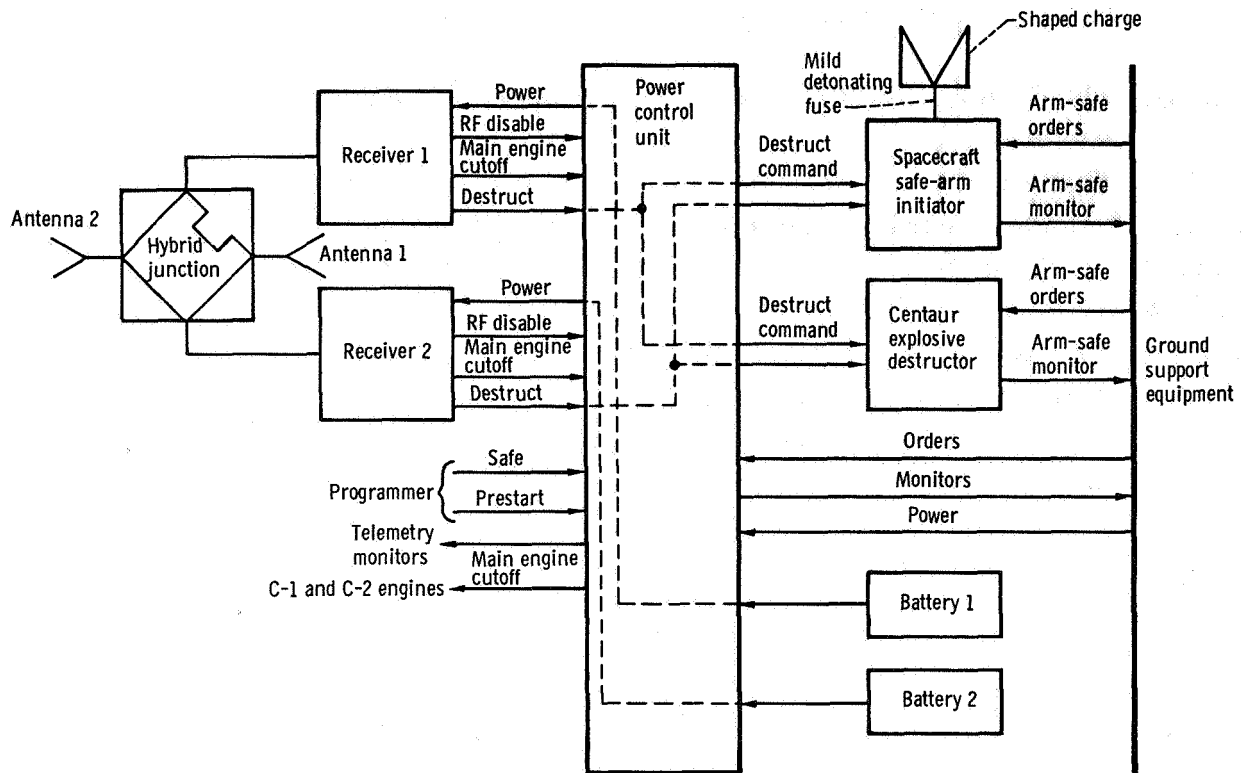 Shaped charge
Mild
detonating
fuse
Power
control
unit
Power
RF disable
Main engine
cutoff
Destruct
Receiver 1
Destruct
command
Spacecraft
safe-arm
initiator
Arm-safe
orders
Arm-safe
monitor
Antenna 2
Hybrid
junction
Antenna 1
Receiver 2
Power
RF disable
Main engine
cutoff
Destruct
Destruct
command
Centaur
explosive
destructor
Arm-safe
orders
Arm-safe
monitor
Ground
support
equipment
Programmer
Safe
Prestart
Telemetry
monitors
Main engine
cutoff
C-1 and C-2 engines
Orders
Monitors
Power
Battery 1
Battery 2